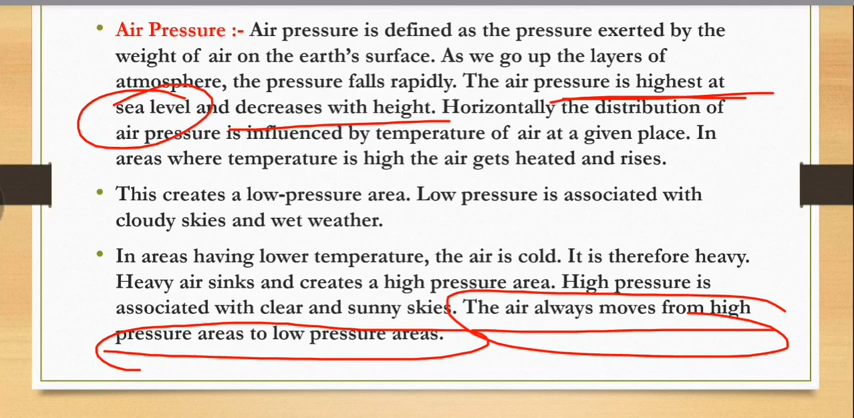 • Air Pressure :- Air pressure is defined as the pressure exerted by the
weight of air on the earth's surface. As we go up the layers of
atmosphere, the pressure falls rapidly. The air pressure is highest at
sea level and decreases with height. Horizontally the distribution of
air pressure is influenced by temperature of air at a given place. In
areas where temperature is high the air gets heated and rises.
• This creates a low-pressure area. Low pressure is associated with
cloudy skies and wet weather.
• In areas having lower temperature, the air is cold. It is therefore heavy.
Heavy air sinks and creates a high pressure area. High pressure is
associated with clear and sunny skies. The air always moves from high
pressure areas to low pressure areas.